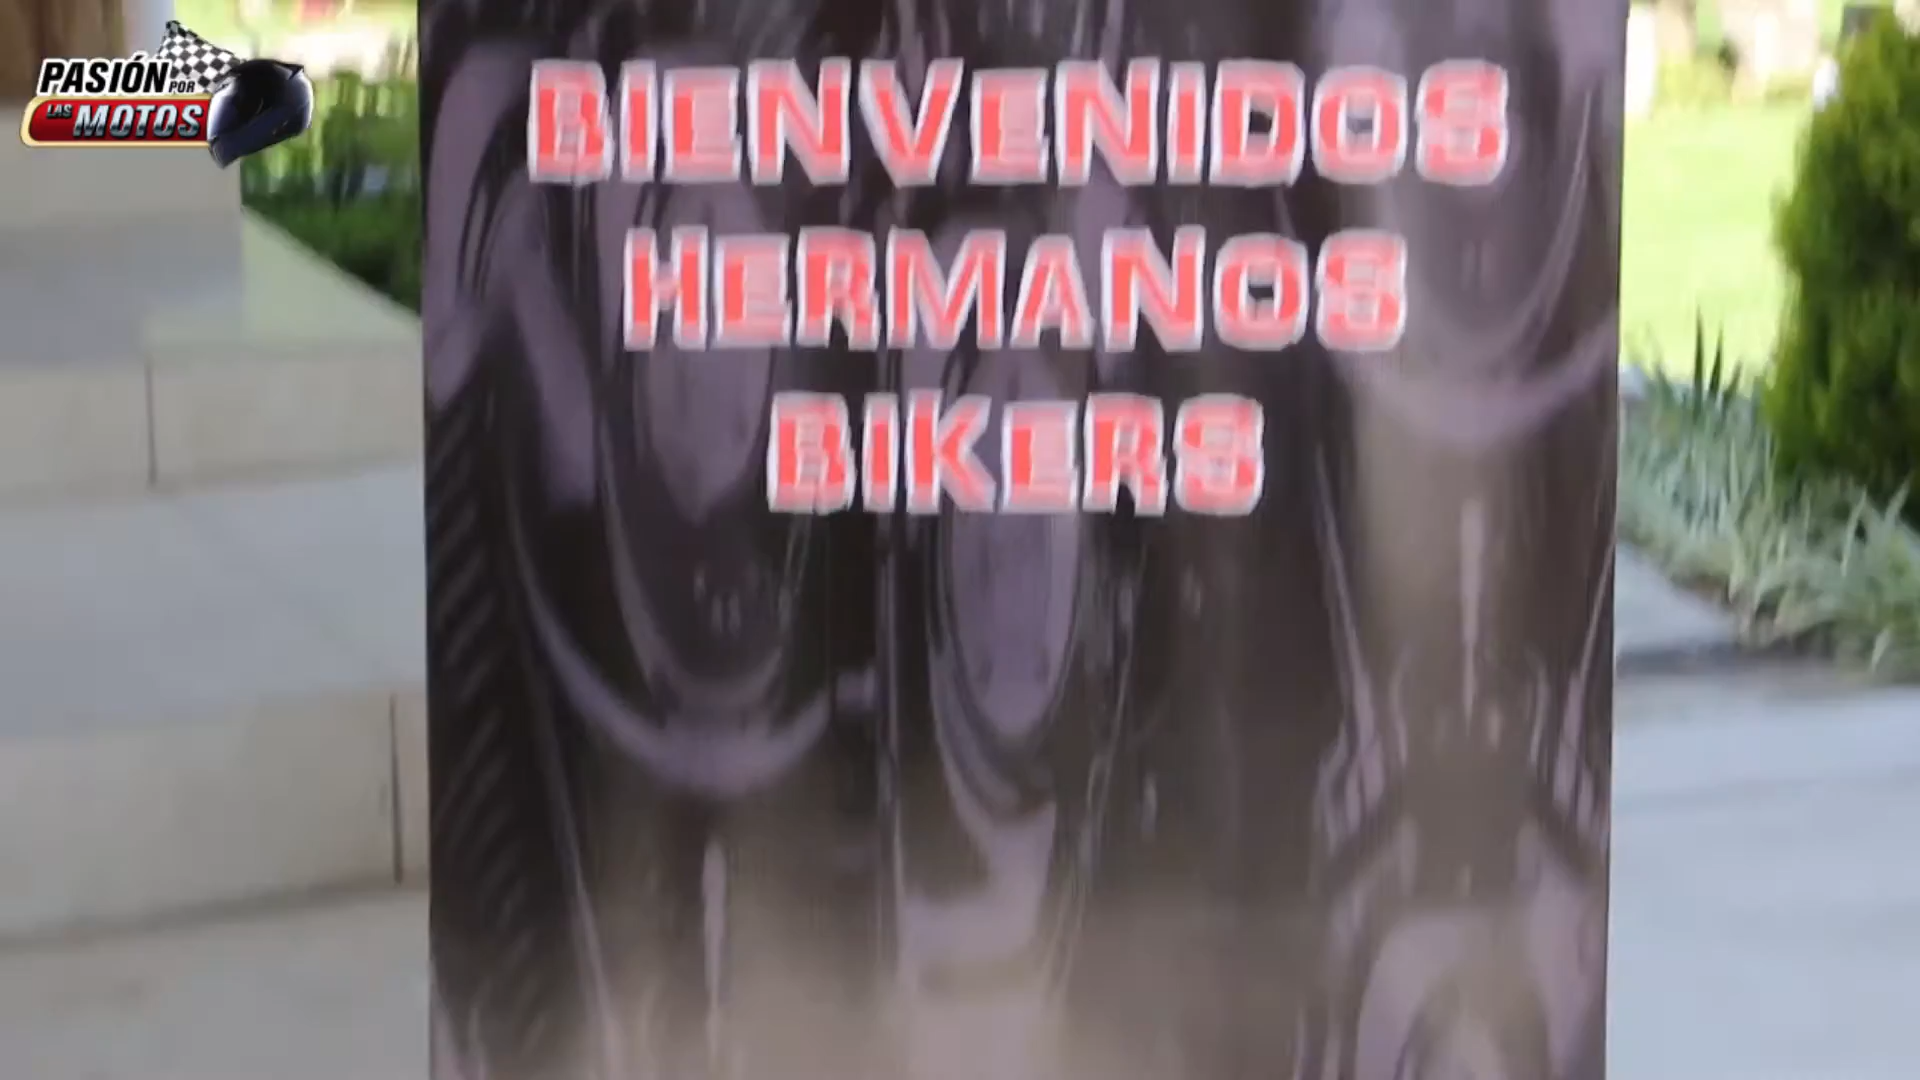 PASIÓN POR
LAS MOTOS
BIENVENIDOS
HERMANOS
BIKERS